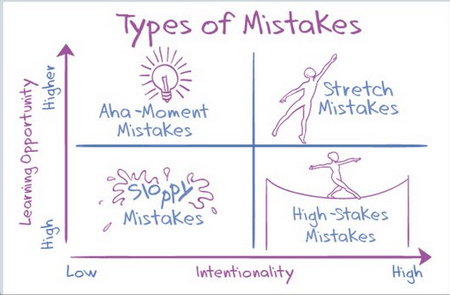 Types of Mistakes
Learning Opportunity
Higher
High
Aha-Moment
Mistakes
Stretch
Mistakes
Sloppy
Mistakes
High-Stakes
Mistakes
Low
Intentionality
High